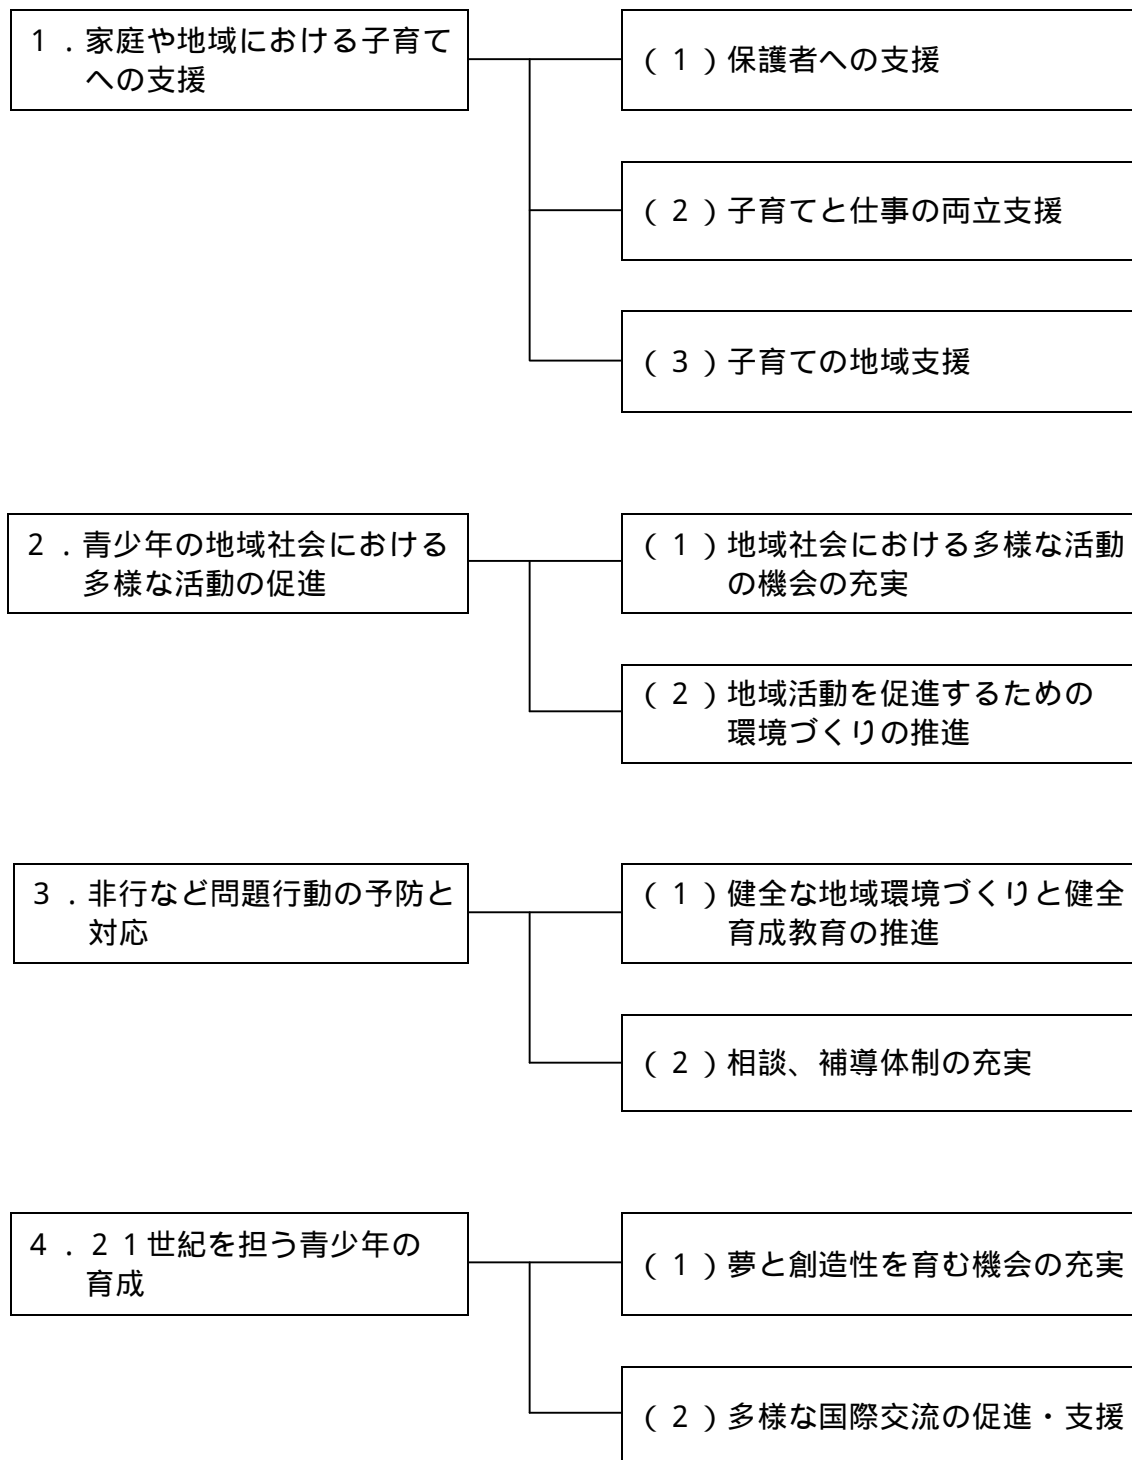 １．家庭や地域における子育て
への支援
（１）保護者への支援
（２）子育てと仕事の両立支援
（３）子育ての地域支援
２．青少年の地域社会における
多様な活動の促進
（１）地域社会における多様な活動
の機会の充実
（２）地域活動を促進するための
環境づくりの推進
３．非行など問題行動の予防と
対応
（１）健全な地域環境づくりと健全
育成教育の推進
（２）相談、補導体制の充実
４．２１世紀を担う青少年の
育成
（１）夢と創造性を育む機会の充実
（２）多様な国際交流の促進・支援